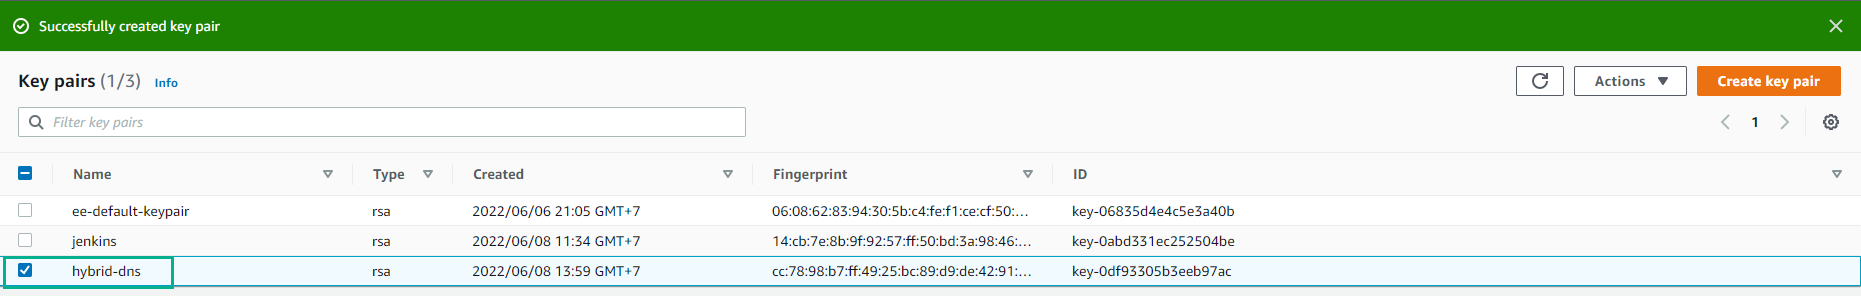 Successfully created key pair
Key pairs (1/3) Info Actions Create key pair
Filter key pairs 1
Name Type Created Fingerprint ID
ee-default-keypair rsa 2022/06/06 21:05 GMT+7 06:08:62:83:94:30:5b:c4:fe:f1:ce:cf:50:... key-06835d4e4c5e3a40b
jenkins rsa 2022/06/08 11:34 GMT+7 14:cb:7e:8b:9f:92:57:ff:50:bd:3a:98:46:... key-0abd331ec252504be
hybrid-dns rsa 2022/06/08 13:59 GMT+7 cc:78:98:b7:ff:49:25:bc:89:d9:de:42:91:... key-0df93305b3eeb97ac